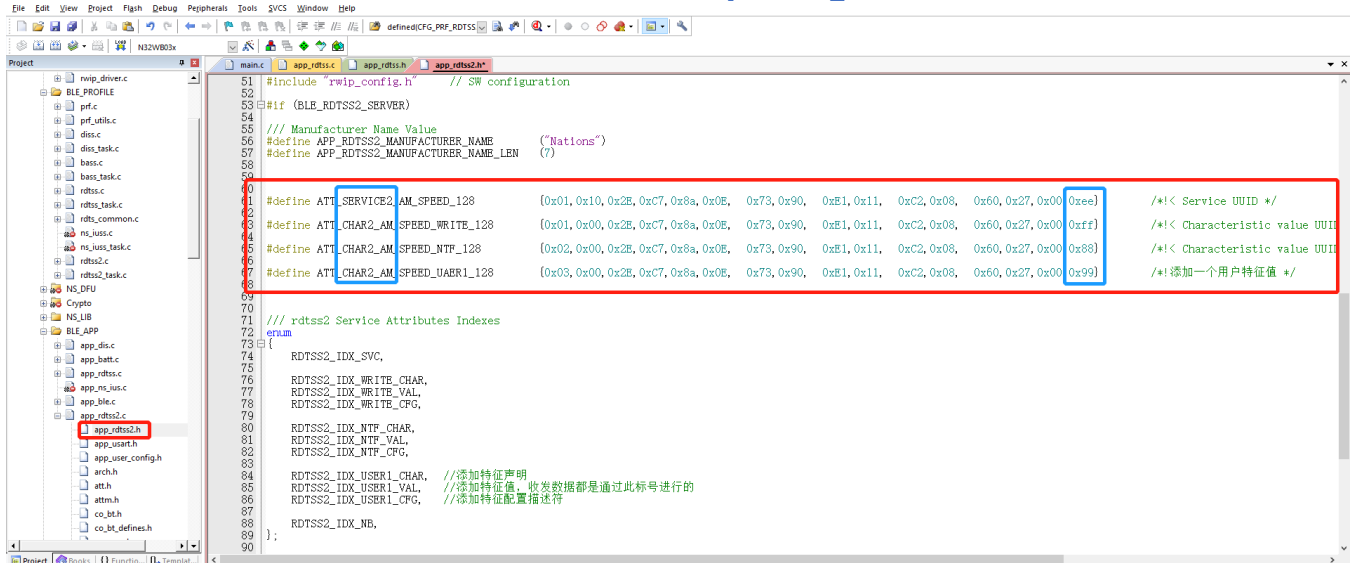 File Edit View Project Flash Debug Peripherals Tools SVCS Window Help
defined(CFG_PRF_RDTSS
N32WB03x
Project
main.c app_rdtss.c app_rdtss.h app_rdtss2.h*
rwip_driver.c
BLE_PROFILE
prf.c
prf_utils.c
diss.c
diss_task.c
bass.c
bass_task.c
rdtss.c
rdtss_task.c
rdts_common.c
ns_iuss.c
ns_iuss_task.c
rdtss2.c
rdtss2_task.c
NS_DFU
Crypto
NS_LIB
BLE_APP
app_dis.c
app_batt.c
app_rdtss.c
app_ns_ius.c
app_ble.c
app_rdtss2.c
app_rdtss2.h
app_usart.h
app_user_config.h
arch.h
att.h
attm.h
co_bt.h
co_bt_defines.h
Project Books {} Functio... Templat...
51 #include "rwip_config.h" // SW configuration
52
53 #if (BLE_RDTSS2_SERVER)
54
55 /// Manufacturer Name Value
56 #define APP_RDTSS2_MANUFACTURER_NAME ("Nations")
57 #define APP_RDTSS2_MANUFACTURER_NAME_LEN (7)
58
59
60
61 #define ATT_SERVICE2_AM_SPEED_128 {0x01,0x10,0x2E,0xC7,0x8a,0x0E, 0x73,0x90, 0xE1,0x11, 0xC2,0x08, 0x60,0x27,0x00,0xee} /*!< Service UUID */
62
63 #define ATT_CHAR2_AM_SPEED_WRITE_128 {0x01,0x00,0x2E,0xC7,0x8a,0x0E, 0x73,0x90, 0xE1,0x11, 0xC2,0x08, 0x60,0x27,0x00,0xff} /*!< Characteristic value UUID
64
65 #define ATT_CHAR2_AM_SPEED_NTF_128 {0x02,0x00,0x2E,0xC7,0x8a,0x0E, 0x73,0x90, 0xE1,0x11, 0xC2,0x08, 0x60,0x27,0x00,0x88} /*!< Characteristic value UUID
66
67 #define ATT_CHAR2_AM_SPEED_UAER1_128 {0x03,0x00,0x2E,0xC7,0x8a,0x0E, 0x73,0x90, 0xE1,0x11, 0xC2,0x08, 0x60,0x27,0x00,0x99} /*!添加一个用户特征值 */
68
69
70
71 /// rdtss2 Service Attributes Indexes
72 enum
73 {
74 RDTSS2_IDX_SVC,
75
76 RDTSS2_IDX_WRITE_CHAR,
77 RDTSS2_IDX_WRITE_VAL,
78 RDTSS2_IDX_WRITE_CFG,
79
80 RDTSS2_IDX_NTF_CHAR,
81 RDTSS2_IDX_NTF_VAL,
82 RDTSS2_IDX_NTF_CFG,
83
84 RDTSS2_IDX_USER1_CHAR, //添加特征声明
85 RDTSS2_IDX_USER1_VAL, //添加特征值，收发数据都是通过此标号进行的
86 RDTSS2_IDX_USER1_CFG, //添加特征配置描述符
87
88 RDTSS2_IDX_NB,
89 };
90